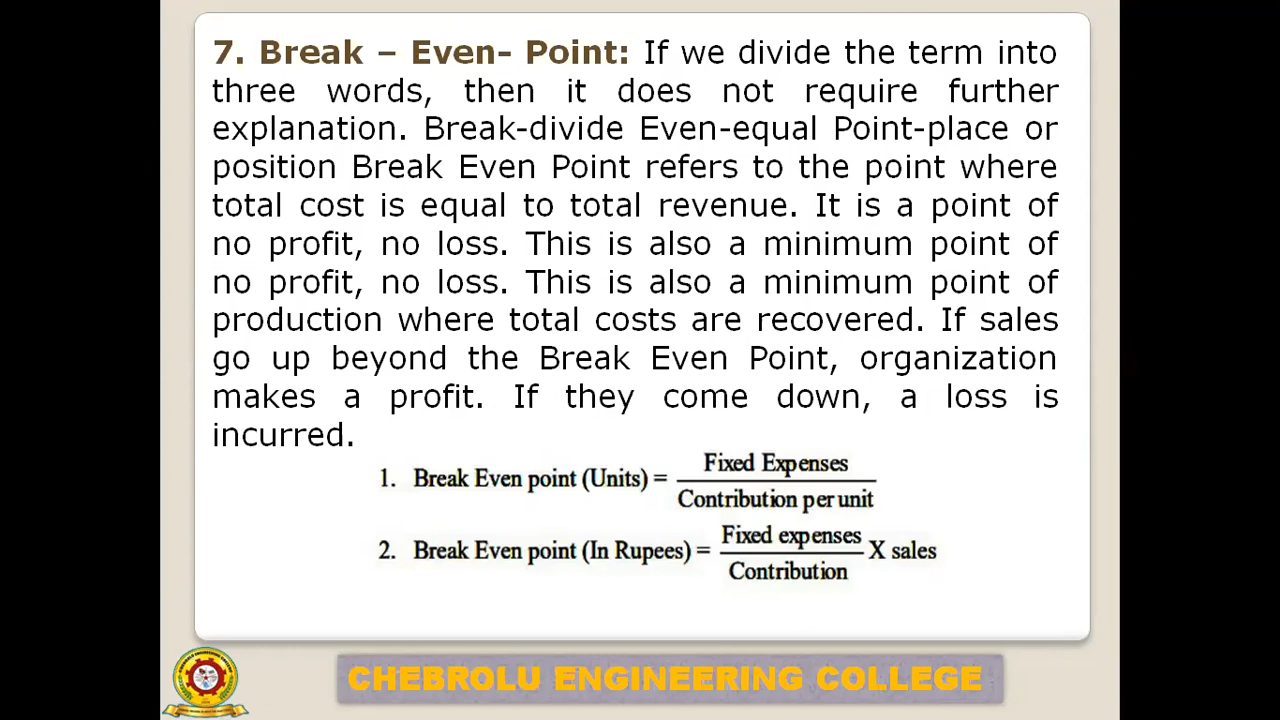 7. Break – Even- Point: If we divide the term into
three words, then it does not require further
explanation. Break-divide Even-equal Point-place or
position Break Even Point refers to the point where
total cost is equal to total revenue. It is a point of
no profit, no loss. This is also a minimum point of
no profit, no loss. This is also a minimum point of
production where total costs are recovered. If sales
go up beyond the Break Even Point, organization
makes a profit. If they come down, a loss is
incurred.
1. Break Even point (Units) = Fixed Expenses
Contribution per unit
2. Break Even point (In Rupees) = Fixed expenses X sales
Contribution
CHEBROLU ENGINEERING COLLEGE